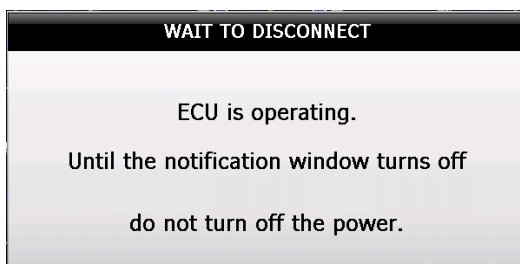 WAIT TO DISCONNECT
ECU is operating.
Until the notification window turns off
do not turn off the power.